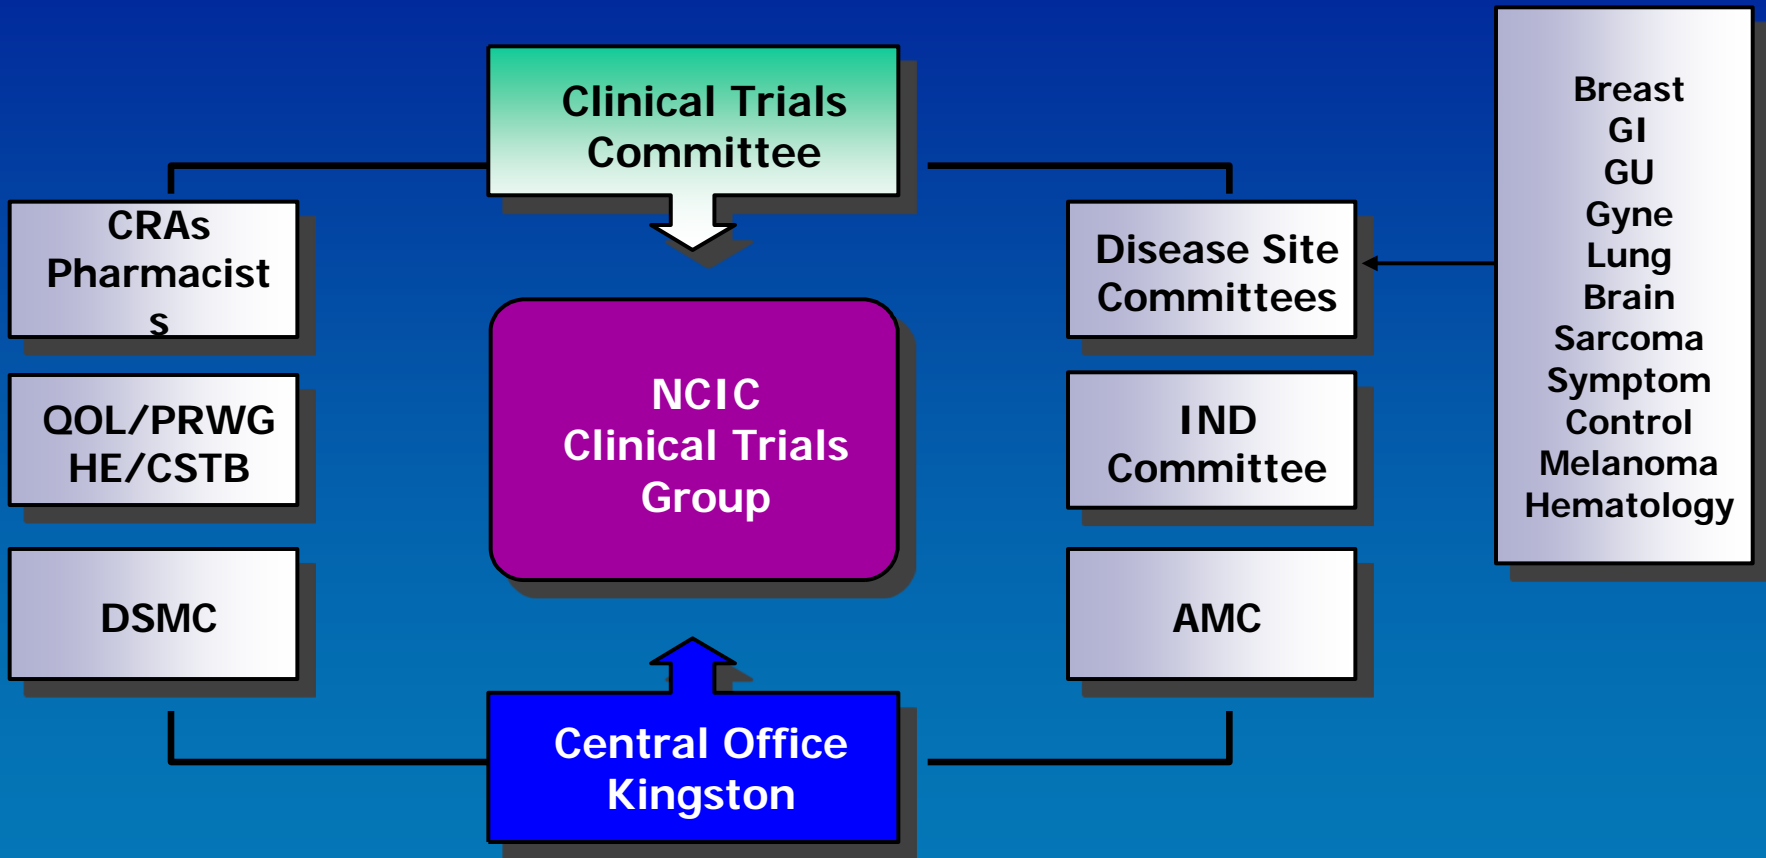 Clinical Trials
Committee
CRAs
Pharmacist
s
QOL/PRWG
HE/CSTB
DSMC
NCIC
Clinical Trials
Group
Central Office
Kingston
Disease Site
Committees
IND
Committee
AMC
Breast
GI
GU
Gyne
Lung
Brain
Sarcoma
Symptom
Control
Melanoma
Hematology